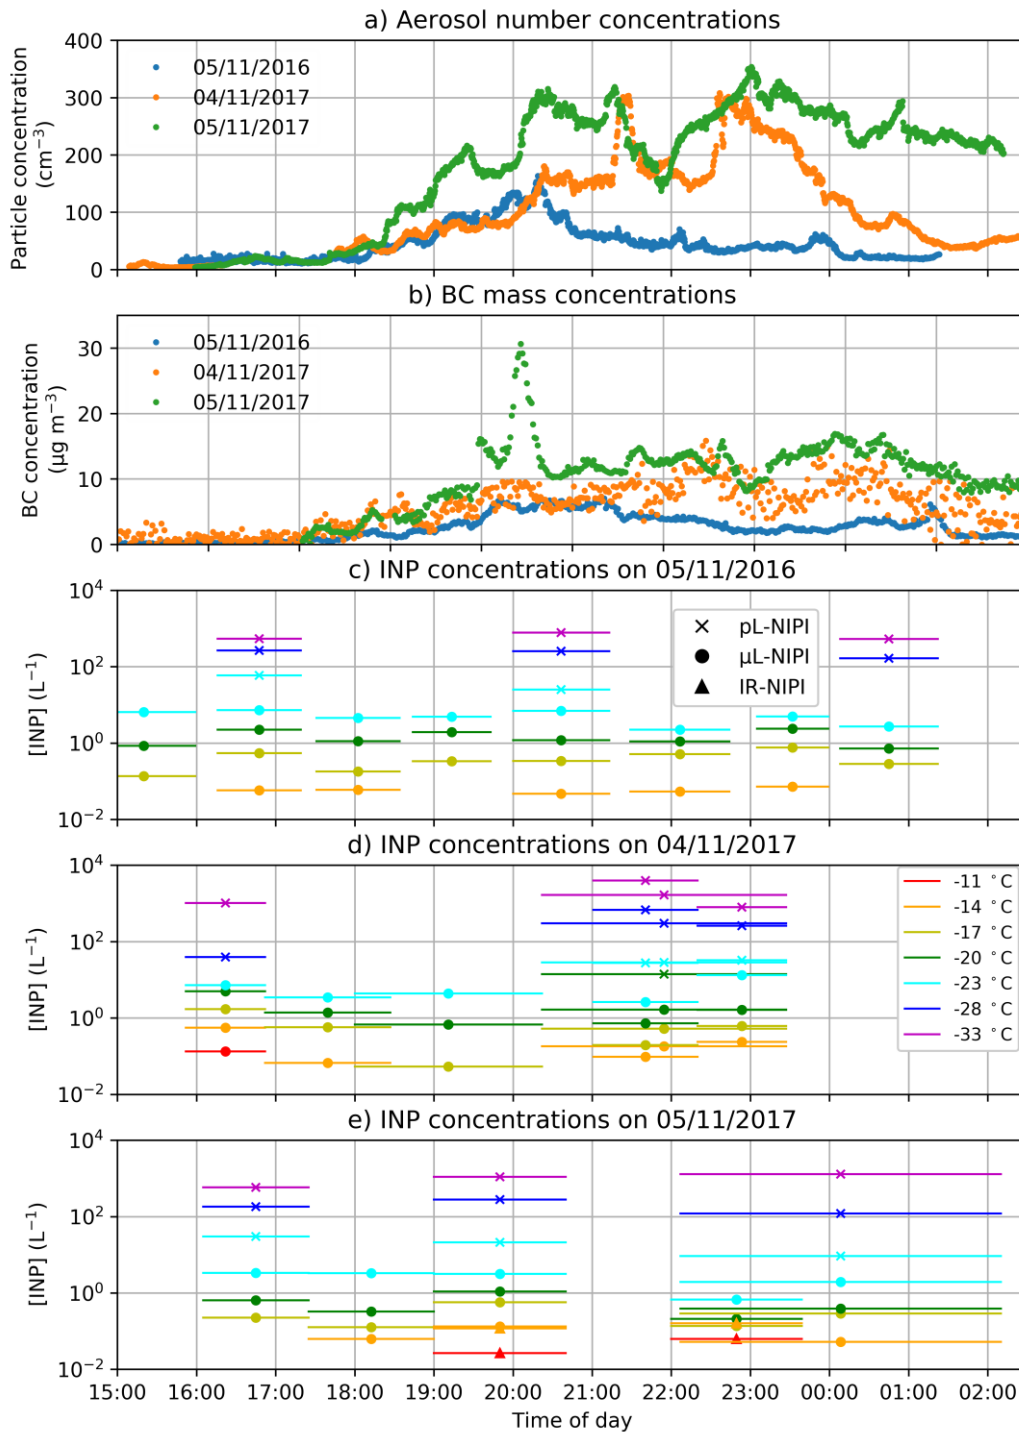 a) Aerosol number concentrations
Particle concentration
(cm⁻³)
400
300
200
100
0
05/11/2016
04/11/2017
05/11/2017
b) BC mass concentrations
BC concentration
(µg m⁻³)
30
20
10
0
05/11/2016
04/11/2017
05/11/2017
c) INP concentrations on 05/11/2016
[INP] (L⁻¹)
10⁴
10²
10⁰
10⁻²
pL-NIPI
µL-NIPI
IR-NIPI
d) INP concentrations on 04/11/2017
[INP] (L⁻¹)
10⁴
10²
10⁰
10⁻²
-11 °C
-14 °C
-17 °C
-20 °C
-23 °C
-28 °C
-33 °C
e) INP concentrations on 05/11/2017
[INP] (L⁻¹)
10⁴
10²
10⁰
10⁻²
15:00 16:00 17:00 18:00 19:00 20:00 21:00 22:00 23:00 00:00 01:00 02:00
Time of day